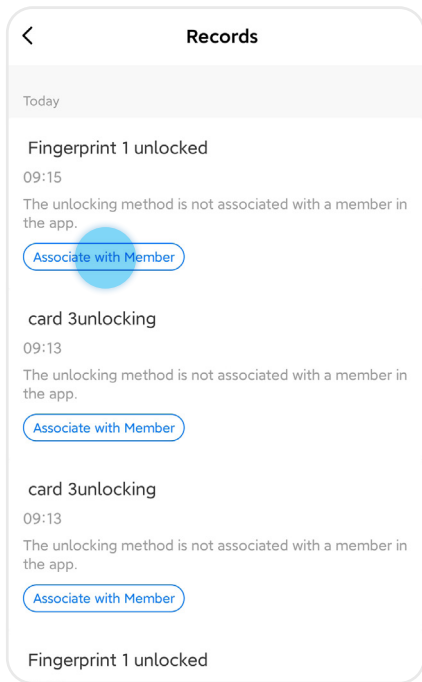 Records
Today
Fingerprint 1 unlocked
09:15
The unlocking method is not associated with a member in
the app.
Associate with Member
card 3unlocking
09:13
The unlocking method is not associated with a member in
the app.
Associate with Member
card 3unlocking
09:13
The unlocking method is not associated with a member in
the app.
Associate with Member
Fingerprint 1 unlocked